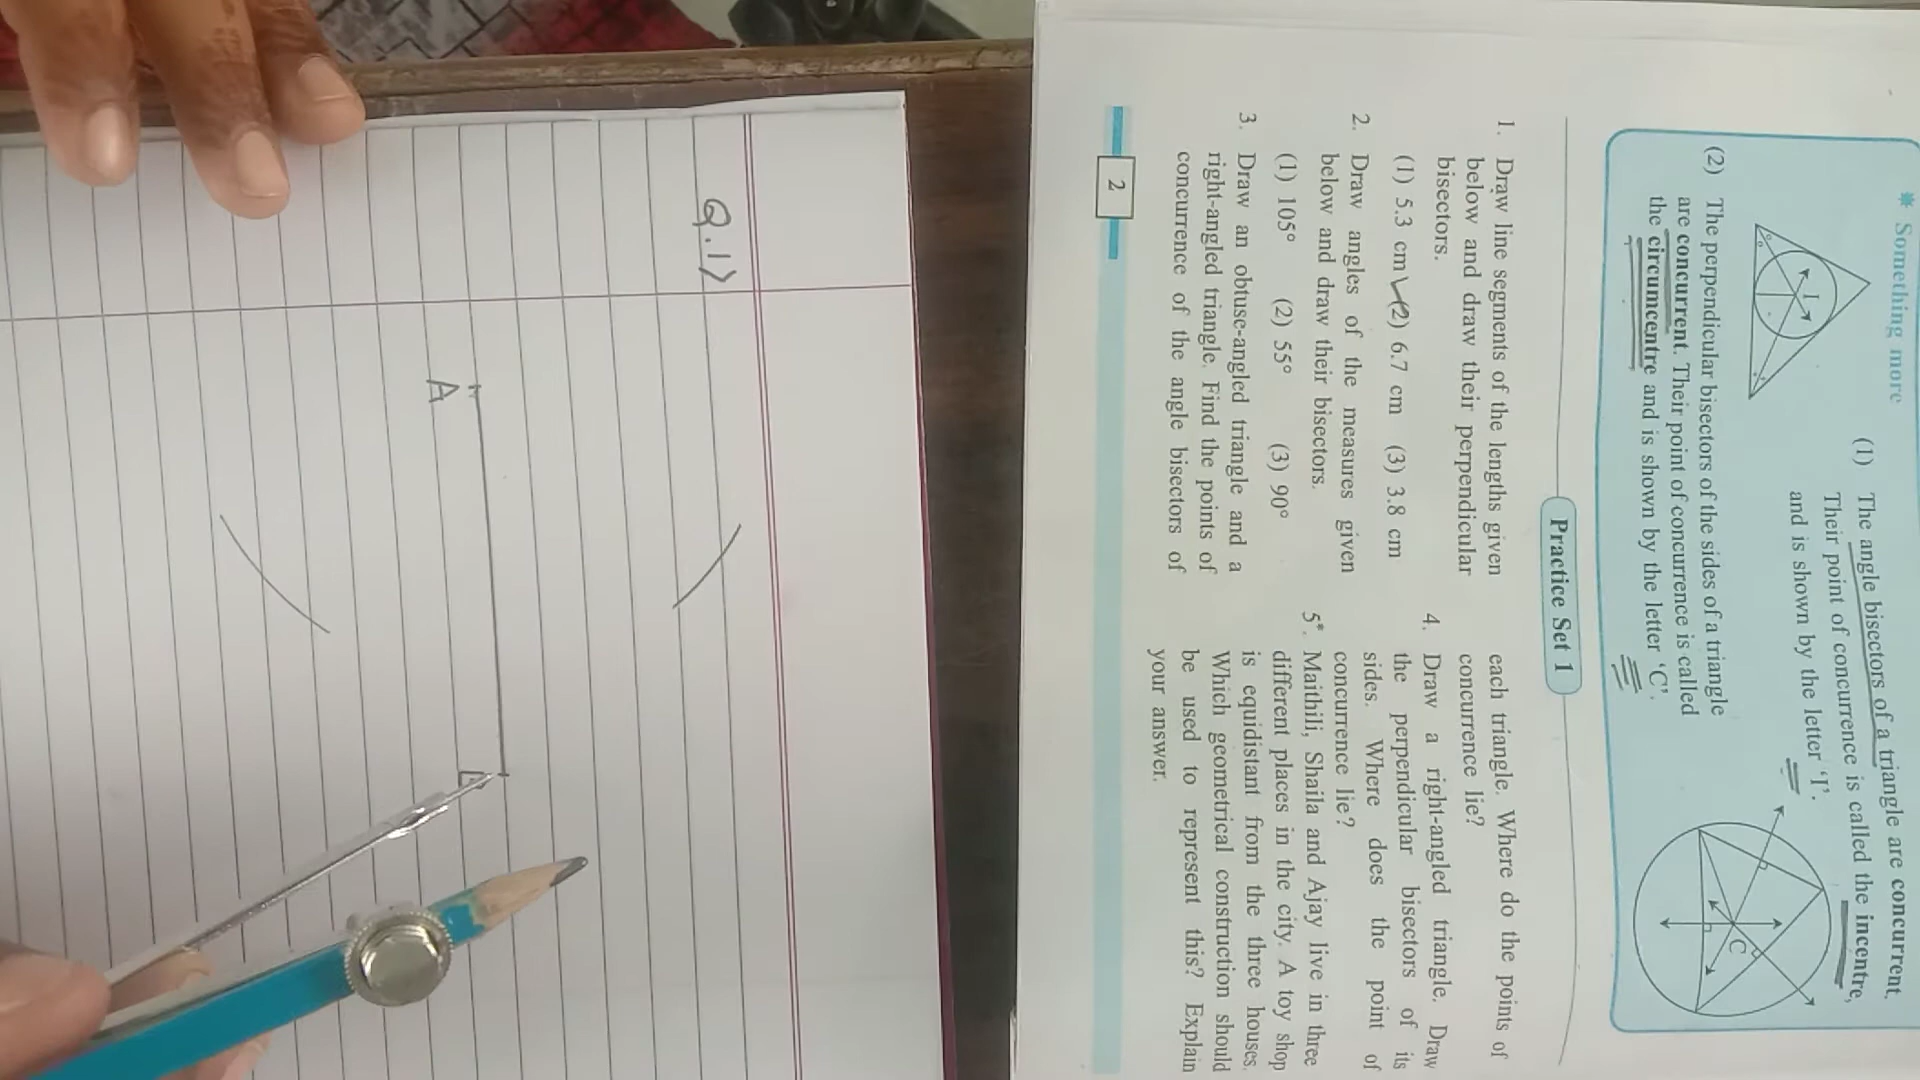 * Something more
(1) The angle bisectors of a triangle are concurrent.
Their point of concurrence is called the incentre,
and is shown by the letter ‘I’.
I
(2) The perpendicular bisectors of the sides of a triangle
are concurrent. Their point of concurrence is called
the circumcentre and is shown by the letter ‘C’.
C
Practice Set 1
1. Draw line segments of the lengths given
below and draw their perpendicular
bisectors.
(1) 5.3 cm (2) 6.7 cm (3) 3.8 cm
2. Draw angles of the measures given
below and draw their bisectors.
(1) 105° (2) 55° (3) 90°
3. Draw an obtuse-angled triangle and a
right-angled triangle. Find the points of
concurrence of the angle bisectors of
each triangle. Where do the points of
concurrence lie?
4. Draw a right-angled triangle. Draw
the perpendicular bisectors of its
sides. Where does the point of
concurrence lie?
5*. Maithili, Shaila and Ajay live in three
different places in the city. A toy shop
is equidistant from the three houses.
Which geometrical construction should
be used to represent this? Explain
your answer.
2
Q.1>
A